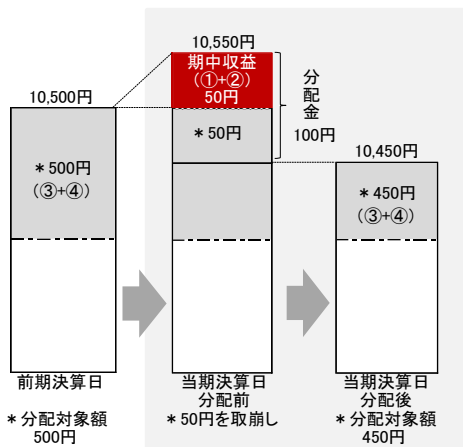 10,550円
期中収益
(①+②)
50円
分配金
100円
10,500円
*50円
*500円
(③+④)
10,450円
*450円
(③+④)
前期決算日
*分配対象額
500円
当期決算日
分配前
*50円を取崩し
当期決算日
分配後
*分配対象額
450円